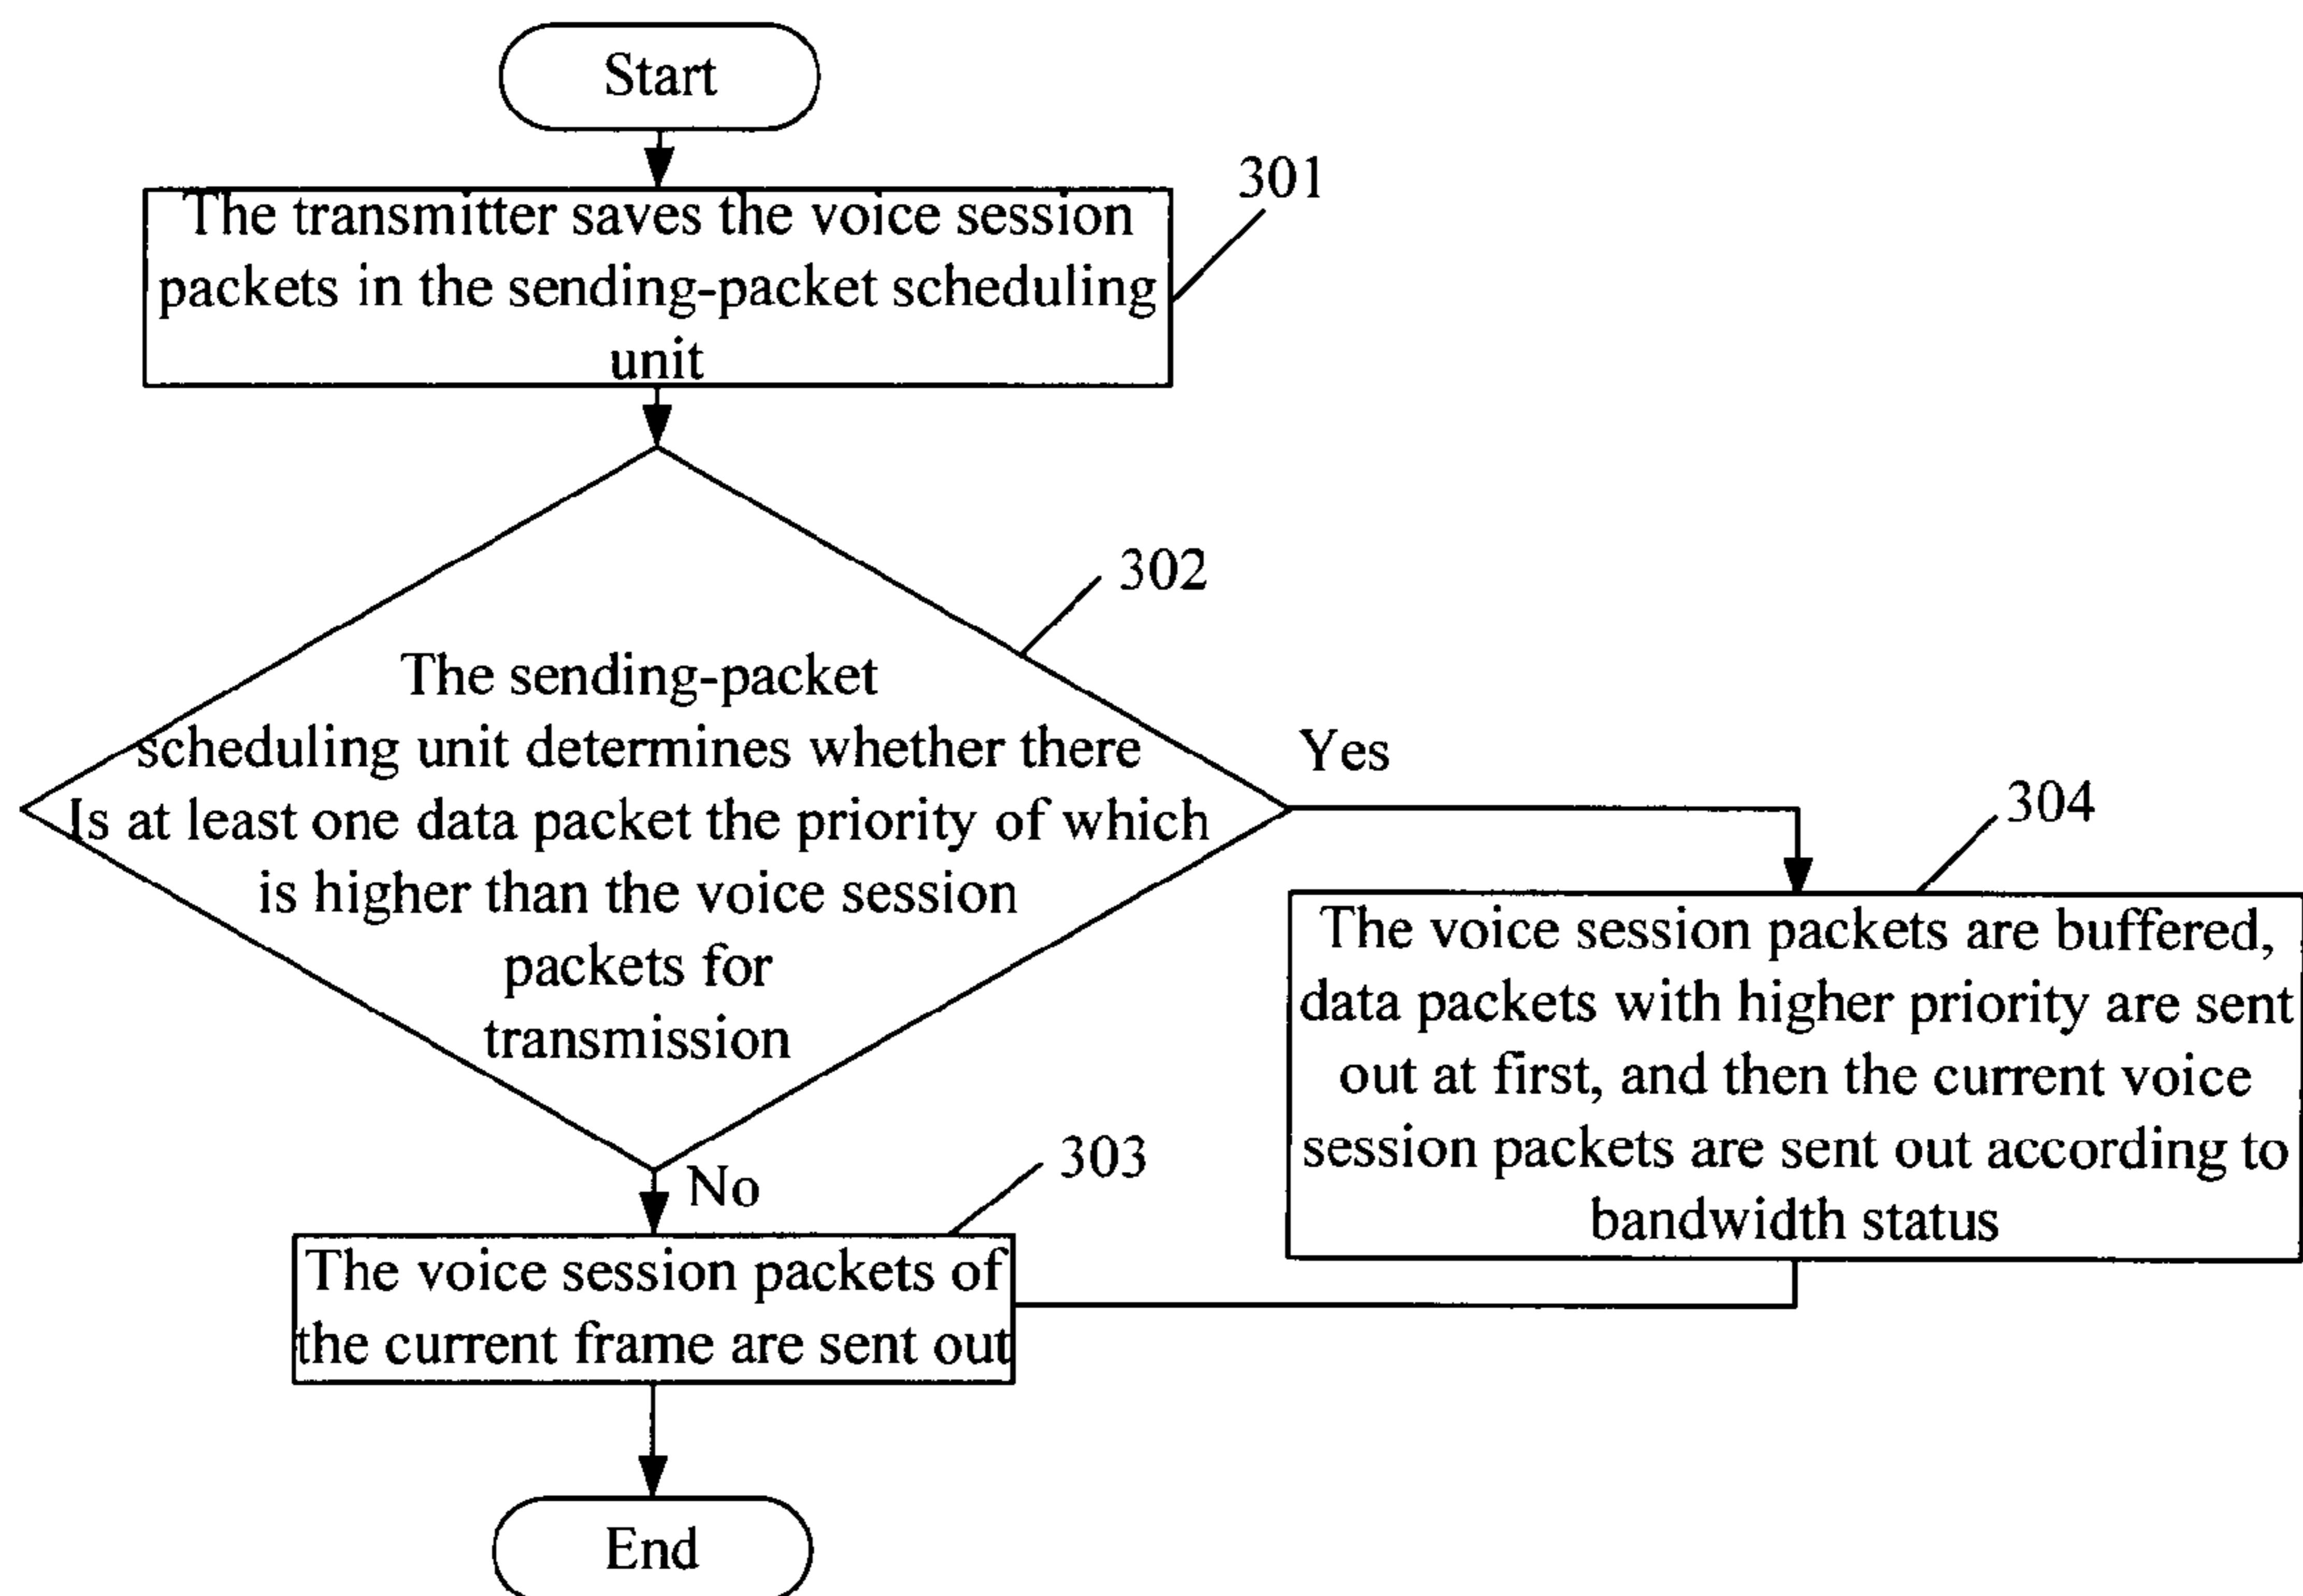 Start
301
The transmitter saves the voice session
packets in the sending-packet scheduling
unit
302
The sending-packet
scheduling unit determines whether there
Is at least one data packet the priority of which
is higher than the voice session
packets for
transmission
Yes
304
The voice session packets are buffered,
data packets with higher priority are sent
out at first, and then the current voice
session packets are sent out according to
bandwidth status
No
303
The voice session packets of
the current frame are sent out
End